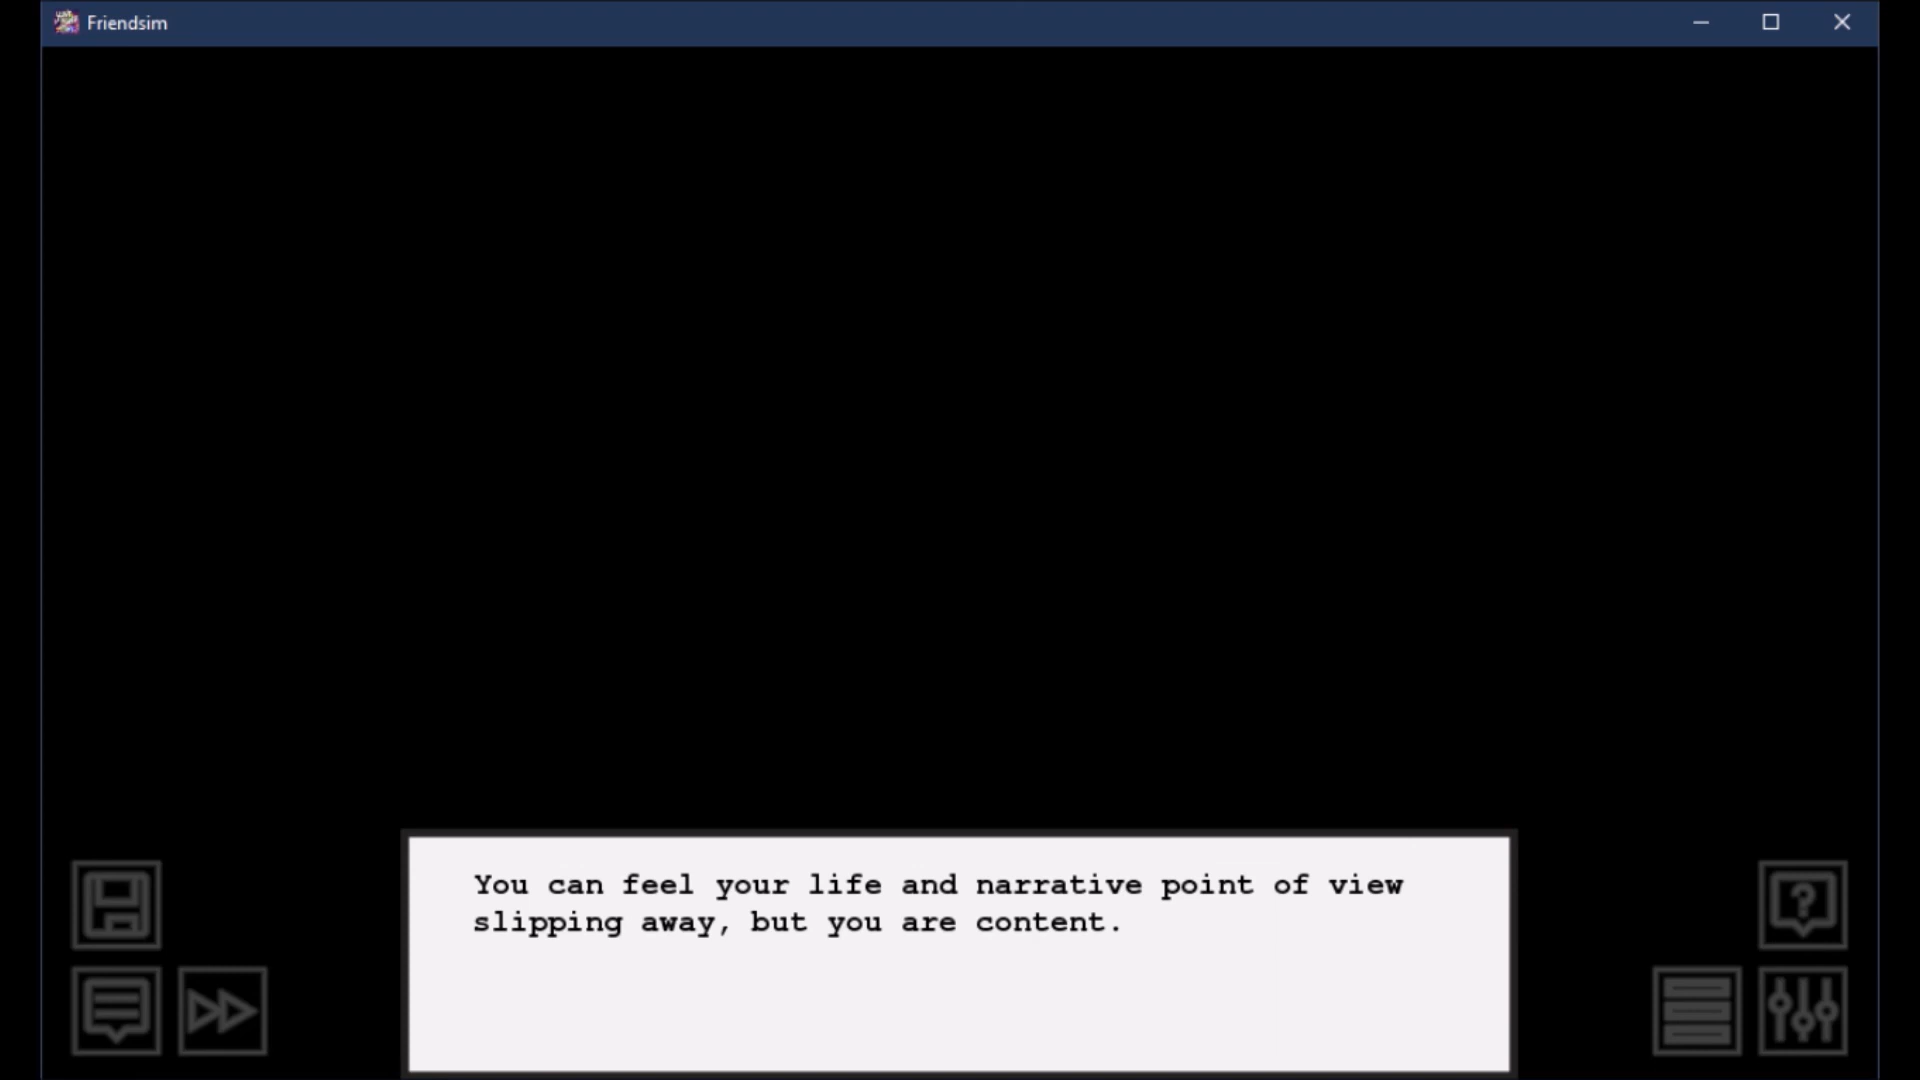 Friendsim
You can feel your life and narrative point of view
slipping away, but you are content.